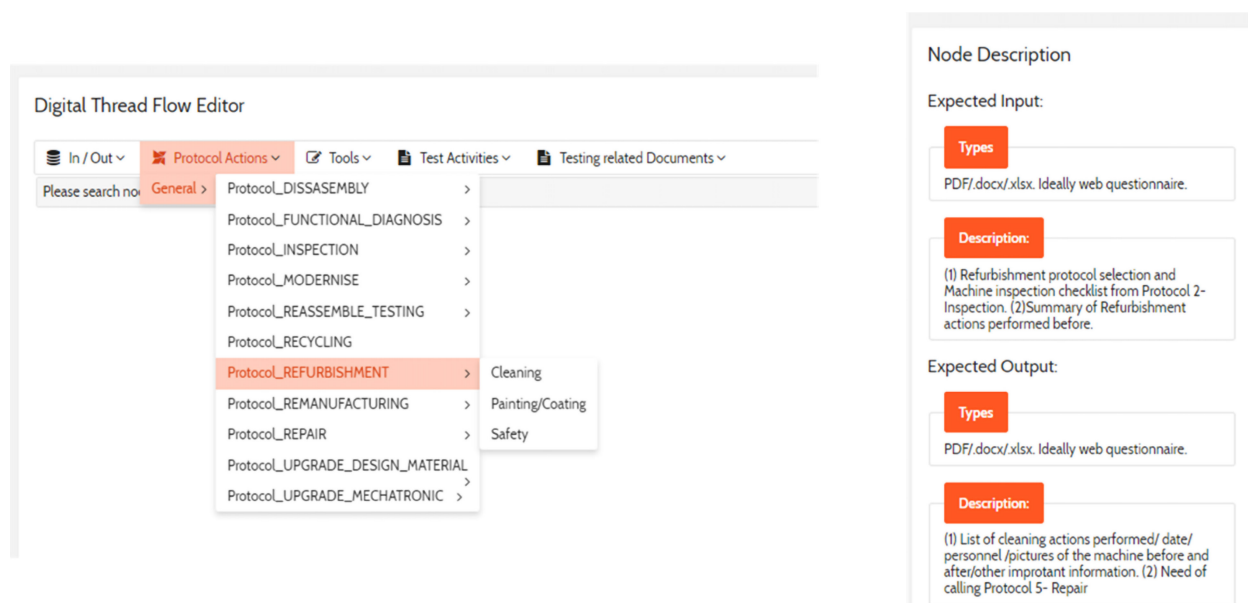 Digital Thread Flow Editor
In / Out
Protocol Actions
Tools
Test Activities
Testing related Documents
Please search no
General >
Protocol_DISSASEMBLY >
Protocol_FUNCTIONAL_DIAGNOSIS >
Protocol_INSPECTION >
Protocol_MODERNISE >
Protocol_REASSEMBLE_TESTING >
Protocol_RECYCLING
Protocol_REFURBISHMENT >
Protocol_REMANUFACTURING >
Protocol_REPAIR >
Protocol_UPGRADE_DESIGN_MATERIAL >
Protocol_UPGRADE_MECHATRONIC >
Cleaning
Painting/Coating
Safety
Node Description
Expected Input:
Types
PDF/.docx/.xlsx. Ideally web questionnaire.
Description:
(1) Refurbishment protocol selection and
Machine inspection checklist from Protocol 2-
Inspection. (2)Summary of Refurbishment
actions performed before.
Expected Output:
Types
PDF/.docx/.xlsx. Ideally web questionnaire.
Description:
(1) List of cleaning actions performed/ date/
personnel /pictures of the machine before and
after/other improtant information. (2) Need of
calling Protocol 5- Repair